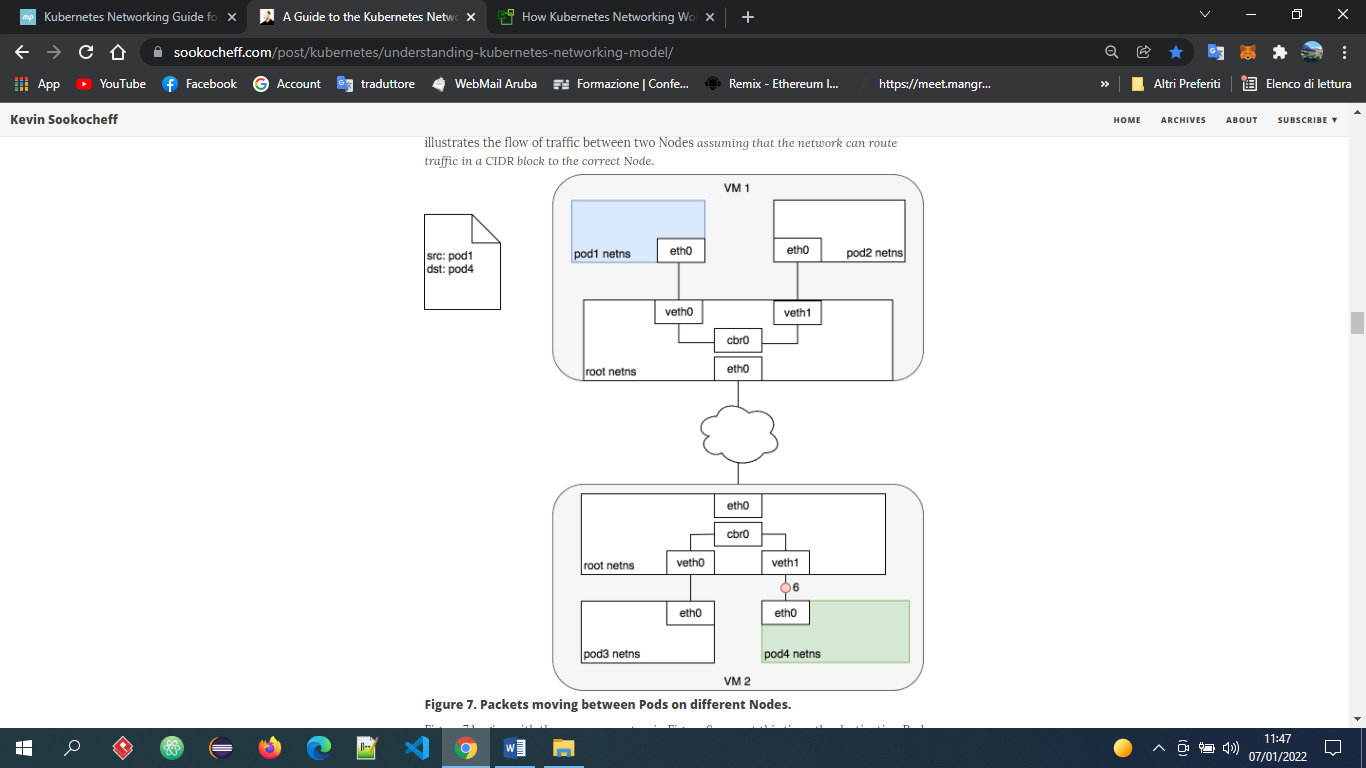 Kubernetes Networking Guide fo
A Guide to the Kubernetes Netw
How Kubernetes Networking Wo
sookocheff.com/post/kubernetes/understanding-kubernetes-networking-model/
App
YouTube
Facebook
Account
traduttore
WebMail Aruba
Formazione | Confe...
Remix - Ethereum I...
https://meet.mangr...
»
Altri Preferiti
Elenco di lettura
Kevin Sookocheff
HOME
ARCHIVES
ABOUT
SUBSCRIBE ▼
illustrates the flow of traffic between two Nodes assuming that the network can route
traffic in a CIDR block to the correct Node.
src: pod1
dst: pod4
VM 1
pod1 netns
eth0
eth0
pod2 netns
veth0
veth1
cbr0
eth0
root netns
eth0
cbr0
root netns
veth0
veth1
6
eth0
eth0
pod3 netns
pod4 netns
VM 2
Figure 7. Packets moving between Pods on different Nodes.
11:47
07/01/2022